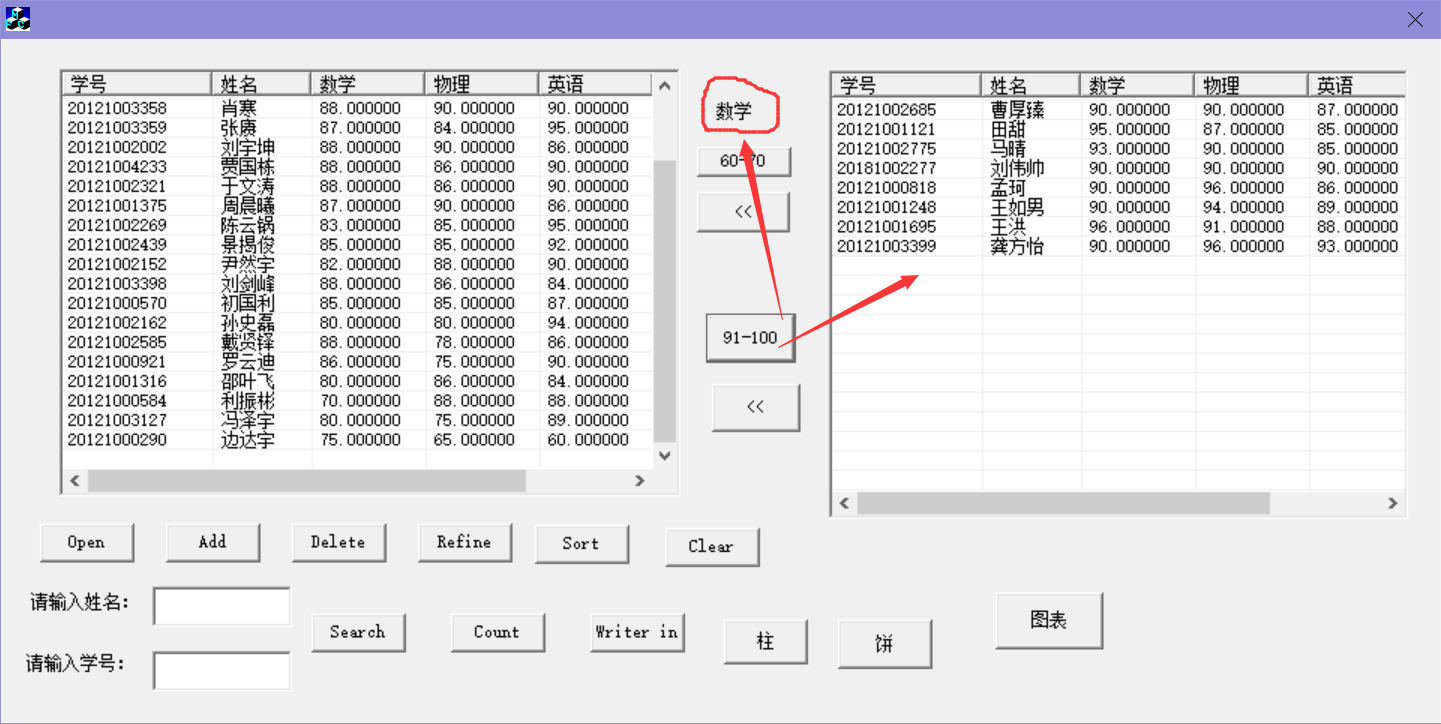 学号 姓名 数学 物理 英语
20121003358 肖寒 88.000000 90.000000 90.000000
20121003359 张赓 87.000000 84.000000 95.000000
20121002002 刘宇坤 88.000000 90.000000 86.000000
20121004233 贾国栋 88.000000 86.000000 90.000000
20121002321 于文涛 88.000000 86.000000 90.000000
20121001375 周晨曦 87.000000 90.000000 86.000000
20121002269 陈云锅 83.000000 85.000000 95.000000
20121002439 景揭俊 85.000000 85.000000 92.000000
20121002152 尹然宇 82.000000 88.000000 90.000000
20121003398 刘剑峰 88.000000 86.000000 84.000000
20121000570 初国利 85.000000 85.000000 87.000000
20121002162 孙史磊 80.000000 80.000000 94.000000
20121002585 戴贤铎 88.000000 78.000000 86.000000
20121000921 罗云迪 86.000000 75.000000 90.000000
20121001316 邵叶飞 80.000000 86.000000 84.000000
20121000584 利振彬 70.000000 88.000000 88.000000
20121003127 冯泽宇 80.000000 75.000000 89.000000
20121000290 边达宇 75.000000 65.000000 60.000000
数学
60-70
<<
91-100
<<
学号 姓名 数学 物理 英语
20121002685 曹厚臻 90.000000 90.000000 87.000000
20121001121 田甜 95.000000 87.000000 85.000000
20121002775 马晴 93.000000 90.000000 85.000000
20181002277 刘伟帅 90.000000 90.000000 90.000000
20121000818 孟珂 90.000000 96.000000 86.000000
20121001248 王如男 90.000000 94.000000 89.000000
20121001695 王洪 96.000000 91.000000 88.000000
20121003399 龚方怡 90.000000 96.000000 93.000000
Open Add Delete Refine Sort Clear
请输入姓名：
Search Count Writer in 柱 饼 图表
请输入学号：